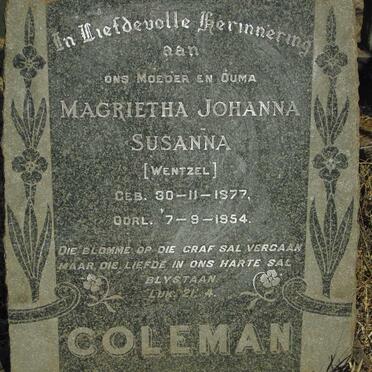 In Liefdevolle Herinnering
aan
ONS MOEDER EN OUMA
MAGRIETHA JOHANNA
SUSANNA
[WENTZEL]
GEB. 30-11-1877,
OORL. 7-9-1954.
DIE BLOMME OP DIE GRAF SAL VERGAAN
MAAR DIE LIEFDE IN ONS HARTE SAL
BLYSTAAN
LUK. 21. 4.
COLEMAN